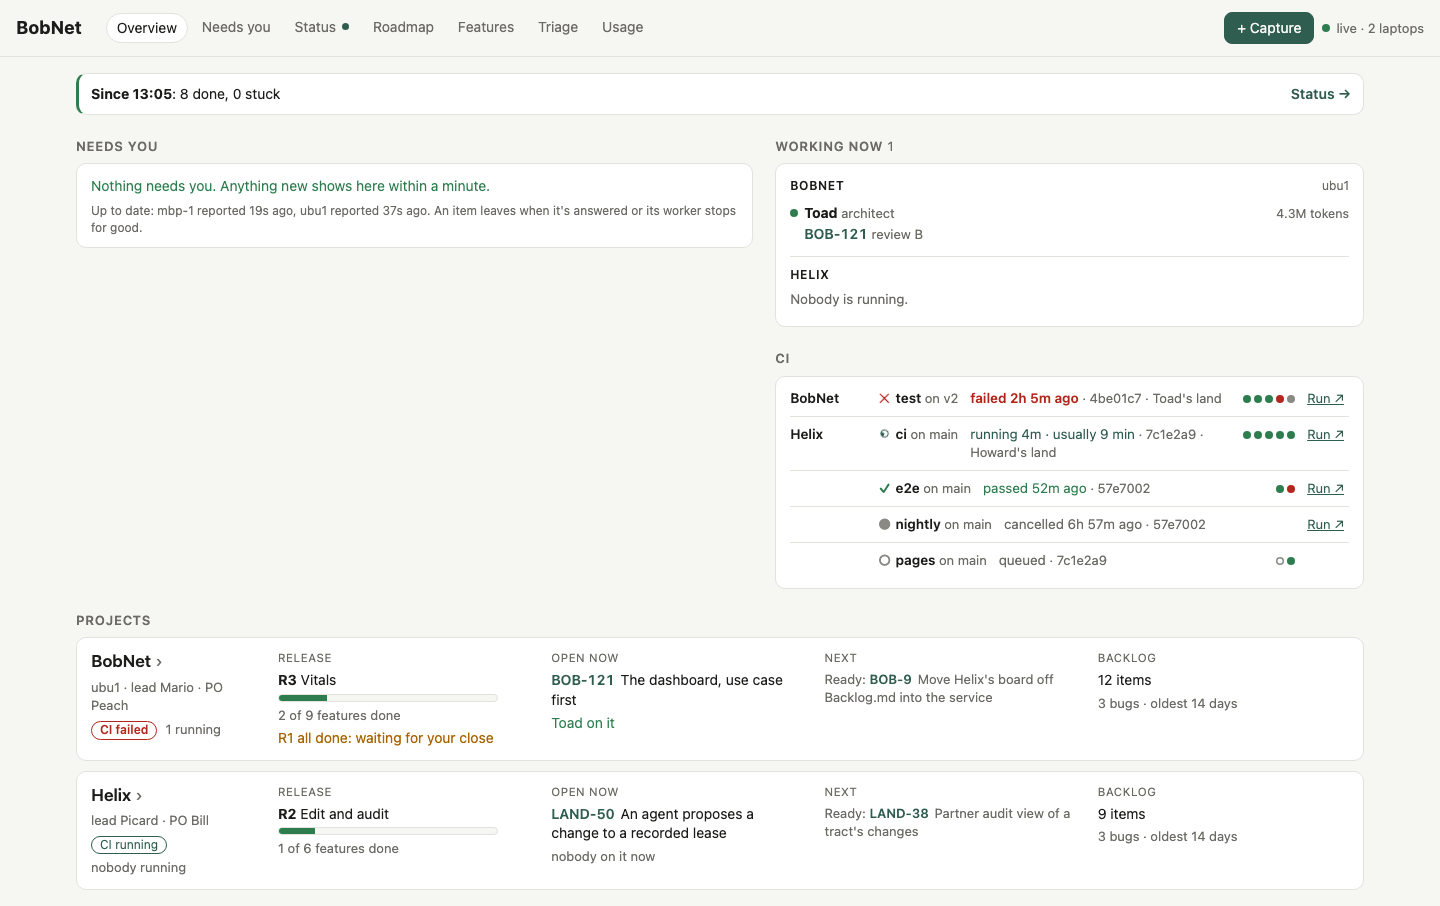 BobNet
Overview
Needs you
Status
Roadmap
Features
Triage
Usage
+ Capture
live · 2 laptops
Since 13:05: 8 done, 0 stuck
Status →
NEEDS YOU
Nothing needs you. Anything new shows here within a minute.
Up to date: mbp-1 reported 19s ago, ubu1 reported 37s ago. An item leaves when it's answered or its worker stops
for good.
WORKING NOW 1
BOBNET
ubu1
Toad architect
4.3M tokens
BOB-121 review B
HELIX
Nobody is running.
CI
BobNet
test on v2
failed 2h 5m ago · 4be01c7 · Toad's land
Run ↗
Helix
ci on main
running 4m · usually 9 min · 7c1e2a9 ·
Howard's land
Run ↗
e2e on main
passed 52m ago · 57e7002
Run ↗
nightly on main
cancelled 6h 57m ago · 57e7002
Run ↗
pages on main
queued · 7c1e2a9
PROJECTS
BobNet ›
ubu1 · lead Mario · PO
Peach
CI failed
1 running
RELEASE
R3 Vitals
2 of 9 features done
R1 all done: waiting for your close
OPEN NOW
BOB-121 The dashboard, use case
first
Toad on it
NEXT
Ready: BOB-9 Move Helix's board off
Backlog.md into the service
BACKLOG
12 items
3 bugs · oldest 14 days
Helix ›
lead Picard · PO Bill
CI running
nobody running
RELEASE
R2 Edit and audit
1 of 6 features done
OPEN NOW
LAND-50 An agent proposes a
change to a recorded lease
nobody on it now
NEXT
Ready: LAND-38 Partner audit view of a
tract's changes
BACKLOG
9 items
3 bugs · oldest 14 days